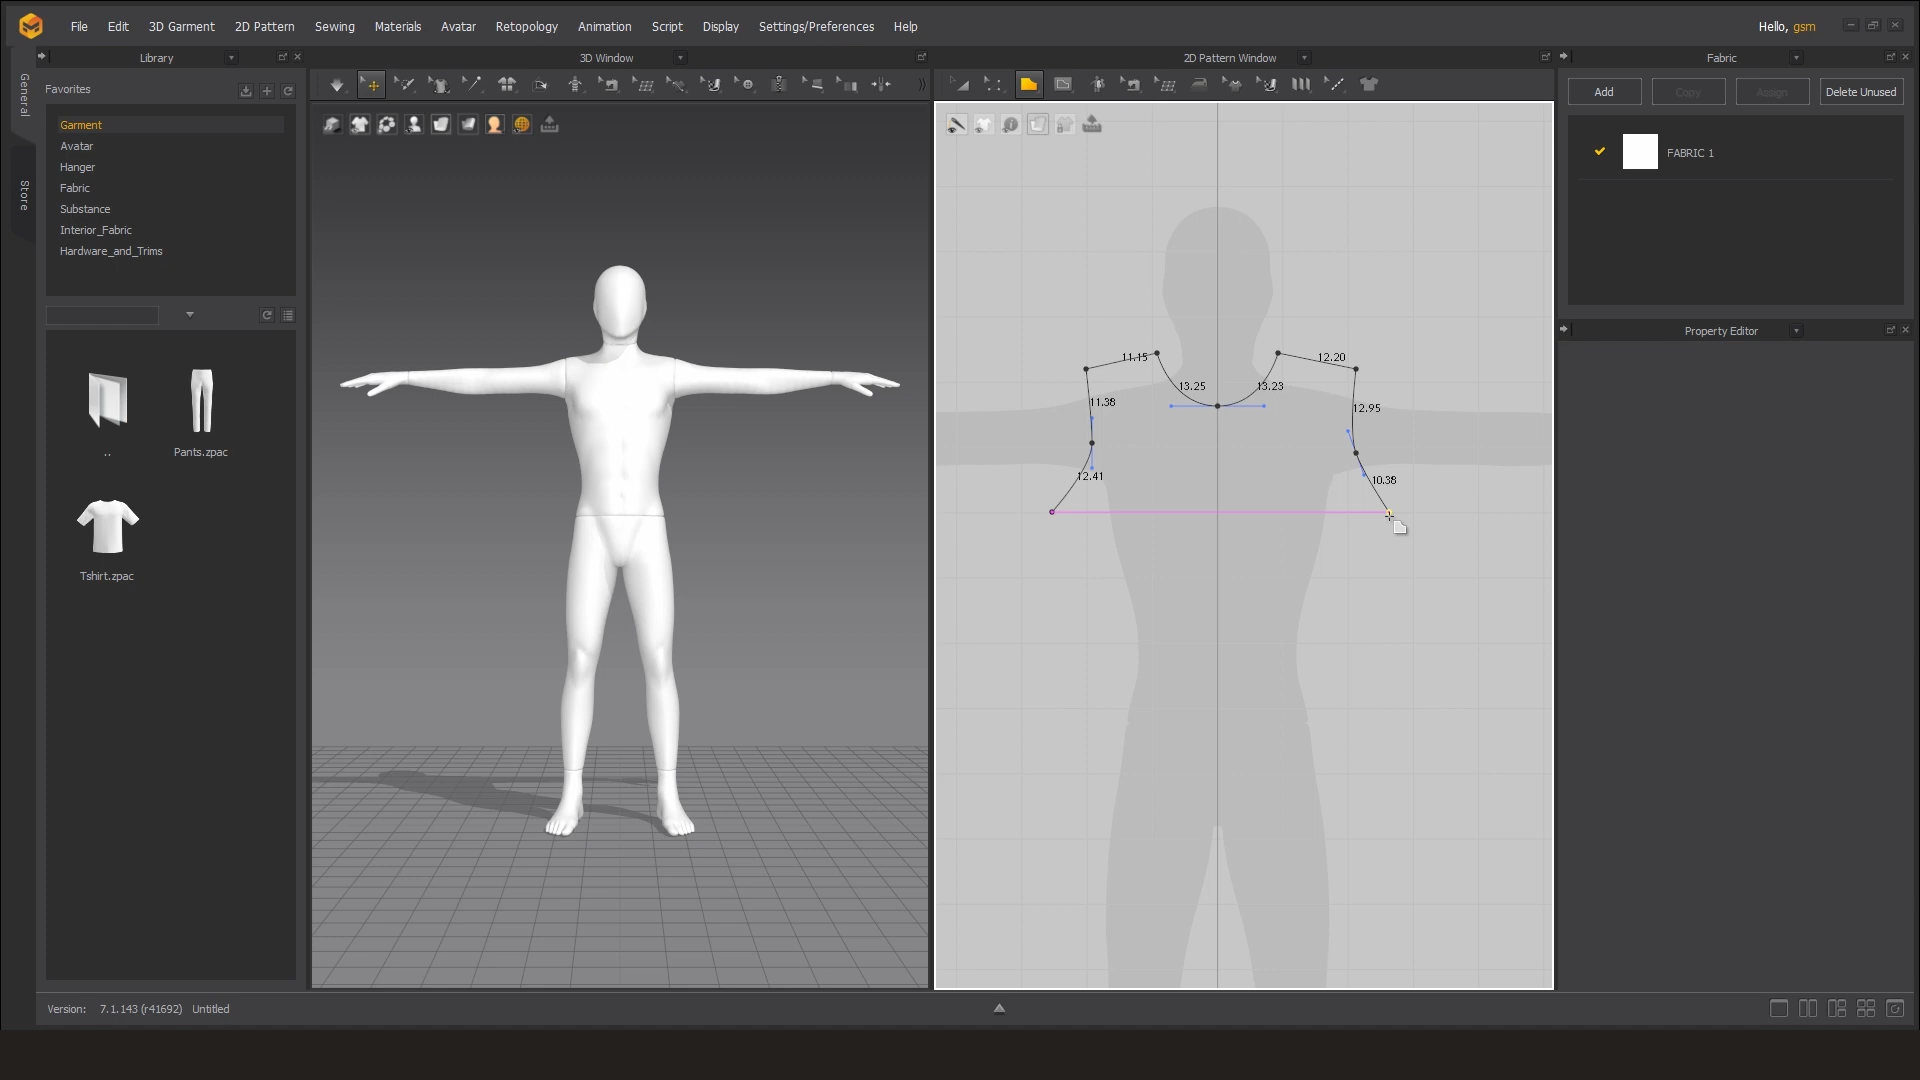 File Edit 3D Garment 2D Pattern Sewing Materials Avatar Retopology Animation Script Display Settings/Preferences Help Hello, gsm
Library 3D Window 2D Pattern Window Fabric
General
Store
Favorites
Garment
Avatar
Hanger
Fabric
Substance
Interior_Fabric
Hardware_and_Trims
..
Pants.zpac
Tshirt.zpac
11.15
12.20
13.25
13.23
11.38
12.95
12.41
10.38
Add Copy Assign Delete Unused
FABRIC 1
Property Editor
Version: 7.1.143 (r41692) Untitled